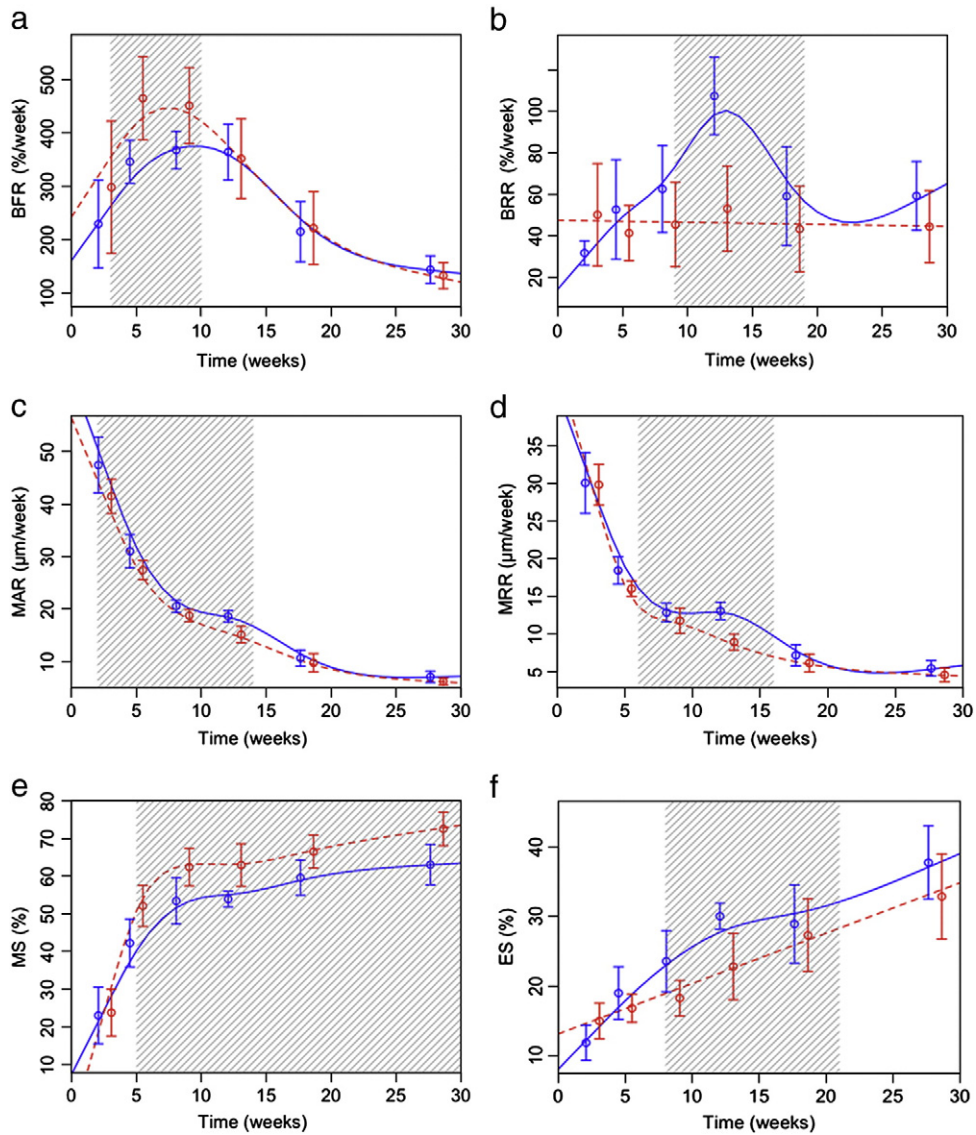 a
BFR (%/week)
500
400
300
200
100
0 5 10 15 20 25 30
Time (weeks)
b
BRR (%/week)
100
80
60
40
20
0 5 10 15 20 25 30
Time (weeks)
c
MAR (µm/week)
50
40
30
20
10
0 5 10 15 20 25 30
Time (weeks)
d
MRR (µm/week)
35
30
25
20
15
10
5
0 5 10 15 20 25 30
Time (weeks)
e
MS (%)
80
70
60
50
40
30
20
10
0 5 10 15 20 25 30
Time (weeks)
f
ES (%)
40
30
20
10
0 5 10 15 20 25 30
Time (weeks)